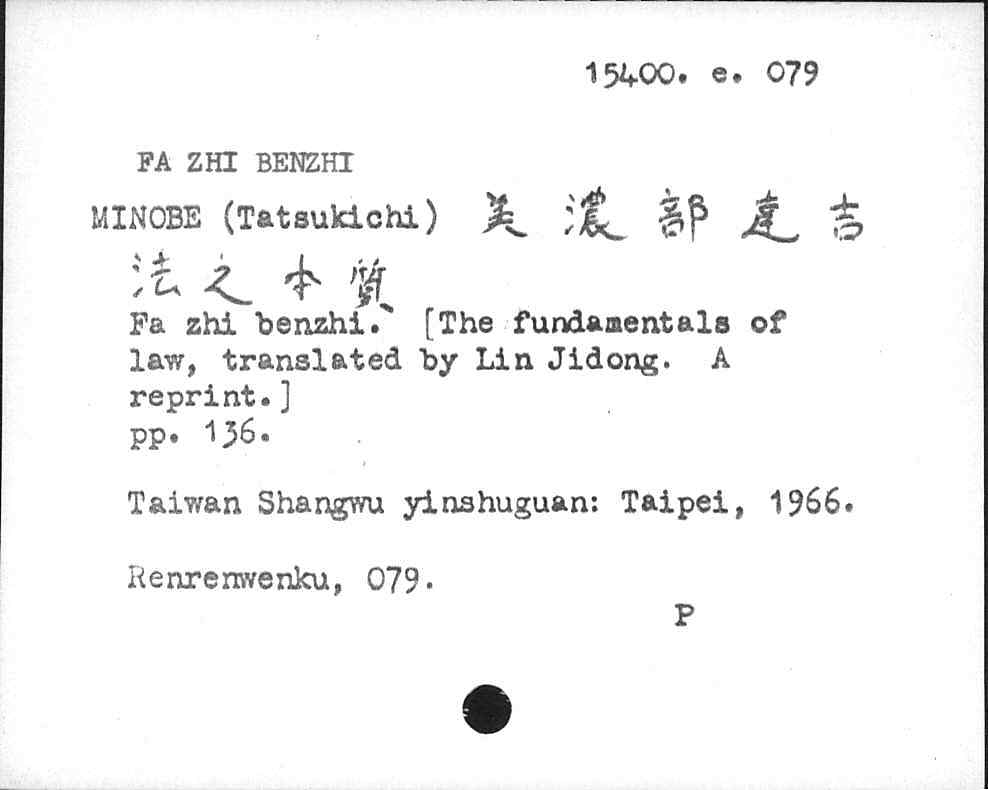 15400. e. 079
FA ZHI BENZHI
MINOBE (Tatsukichi) 美濃部達吉
法之本質
Fa zhi benzhi. [The fundamentals of
law, translated by Lin Jidong. A
reprint.]
pp. 136.
Taiwan Shangwu yinshuguan: Taipei, 1966.
Renrenwenku, 079.
P